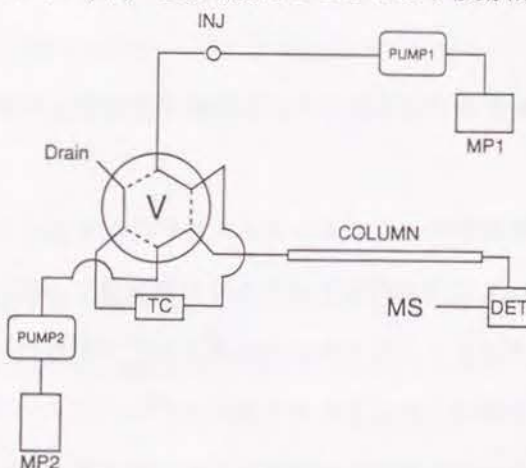 INJ
PUMP1
MP1
Drain
V
COLUMN
TC
MS
DET
PUMP2
MP2